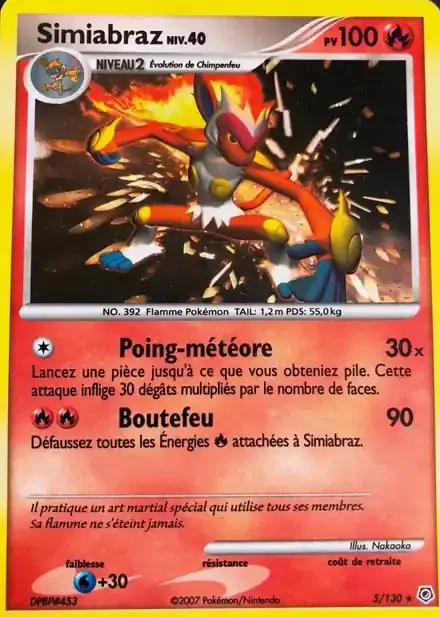 Simiabraz NIV.40 PV 100
NIVEAU 2 Évolution de Chimpenfeu
NO. 392 Flamme Pokémon TAIL: 1,2 m PDS: 55,0 kg
Poing-météore 30x
Lancez une pièce jusqu'à ce que vous obteniez pile. Cette
attaque inflige 30 dégâts multipliés par le nombre de faces.
Boutefeu 90
Défaussez toutes les Énergies attachées à Simiabraz.
Il pratique un art martial spécial qui utilise tous ses membres.
Sa flamme ne s'éteint jamais.
Illus. Nakaoka
faiblesse résistance coût de retraite
+30
DPBP#453 ©2007 Pokémon/Nintendo 5/130 ★